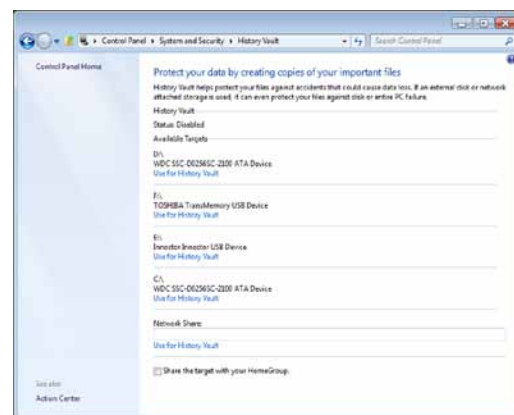 Control Panel ▸ System and Security ▸ History Vault
Search Control Panel
Control Panel Home
Protect your data by creating copies of your important files
History Vault helps protect your files against accidents that could cause data loss. If an external disk or network
attached storage is used, it can even protect your files against disk or entire PC failure.
History Vault
Status: Disabled
Available Targets
D:\
WDC SSC-D0256SC-2100 ATA Device
Use for History Vault
F:\
TOSHIBA TransMemory USB Device
Use for History Vault
E:\
Innostor Innostor USB Device
Use for History Vault
C:\
WDC SSC-D0256SC-2100 ATA Device
Use for History Vault
Network Share:
Use for History Vault
Share the target with your HomeGroup.
See also
Action Center